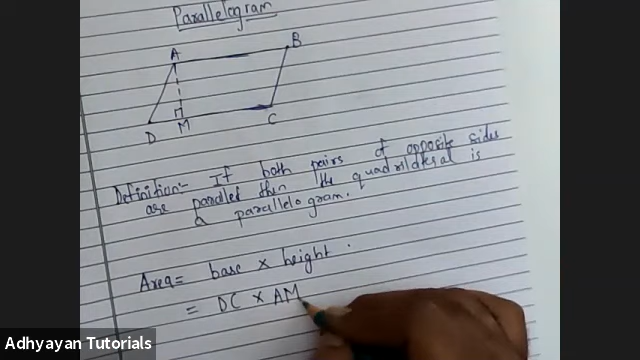 Parallelogram
A
B
D
M
C
Definition:- If both pairs of opposite sides
are parallel then the quadrilateral is
a parallelogram.
Area = base × height.
= DC × AM
Adhyayan Tutorials